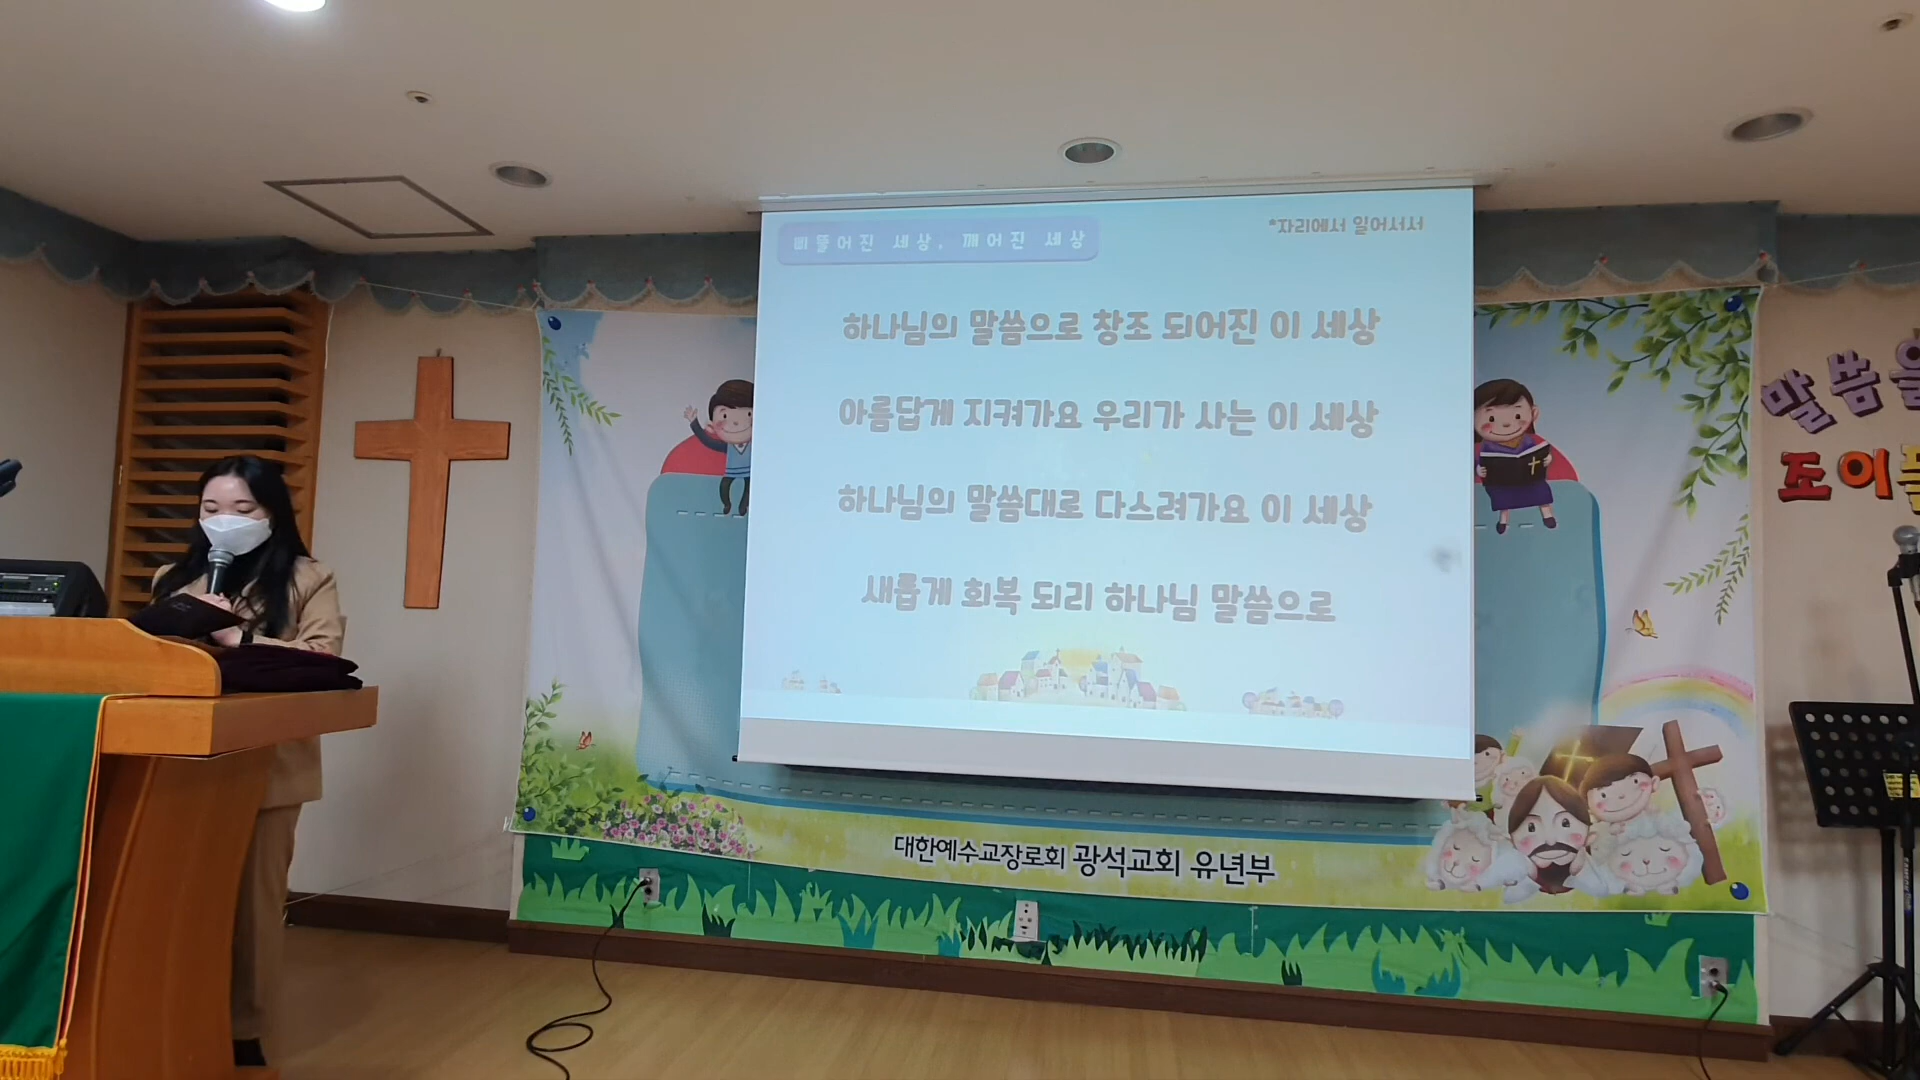 삐뚤어진 세상, 깨어진 세상
*자리에서 일어서서
하나님의 말씀으로 창조 되어진 이 세상
아름답게 지켜가요 우리가 사는 이 세상
하나님의 말씀대로 다스려가요 이 세상
새롭게 회복 되리 하나님 말씀으로
말씀을
조이
대한예수교장로회 광석교회 유년부